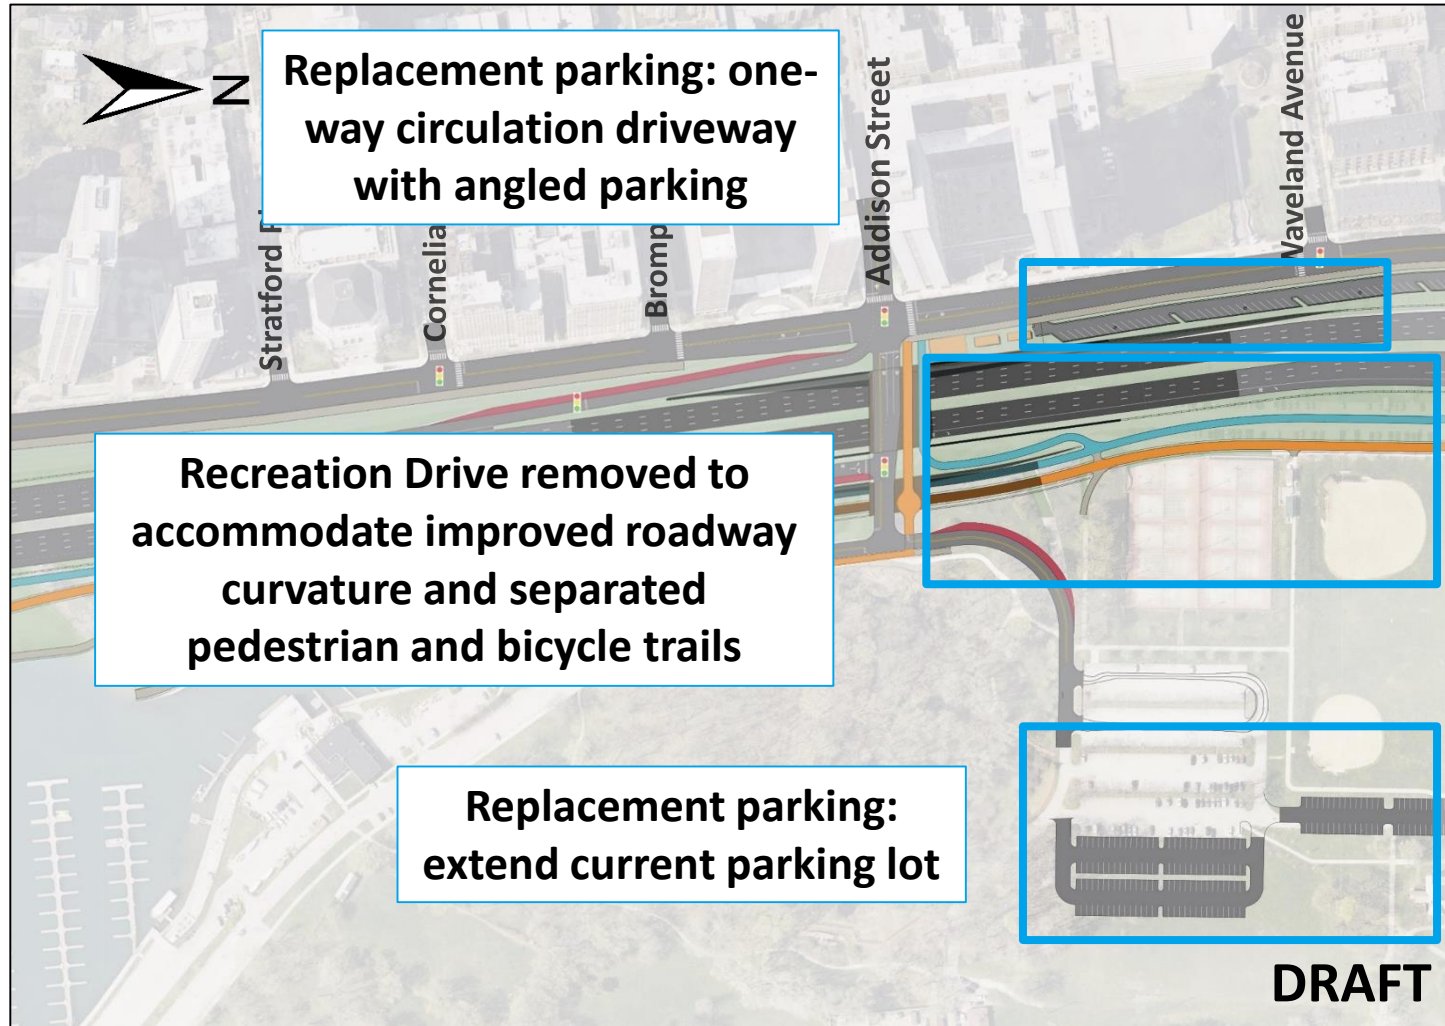 N
Replacement parking: one-
way circulation driveway
with angled parking
Stratford
Cornelia
Addison Street
Waveland Avenue
Recreation Drive removed to
accommodate improved roadway
curvature and separated
pedestrian and bicycle trails
Replacement parking:
extend current parking lot
DRAFT